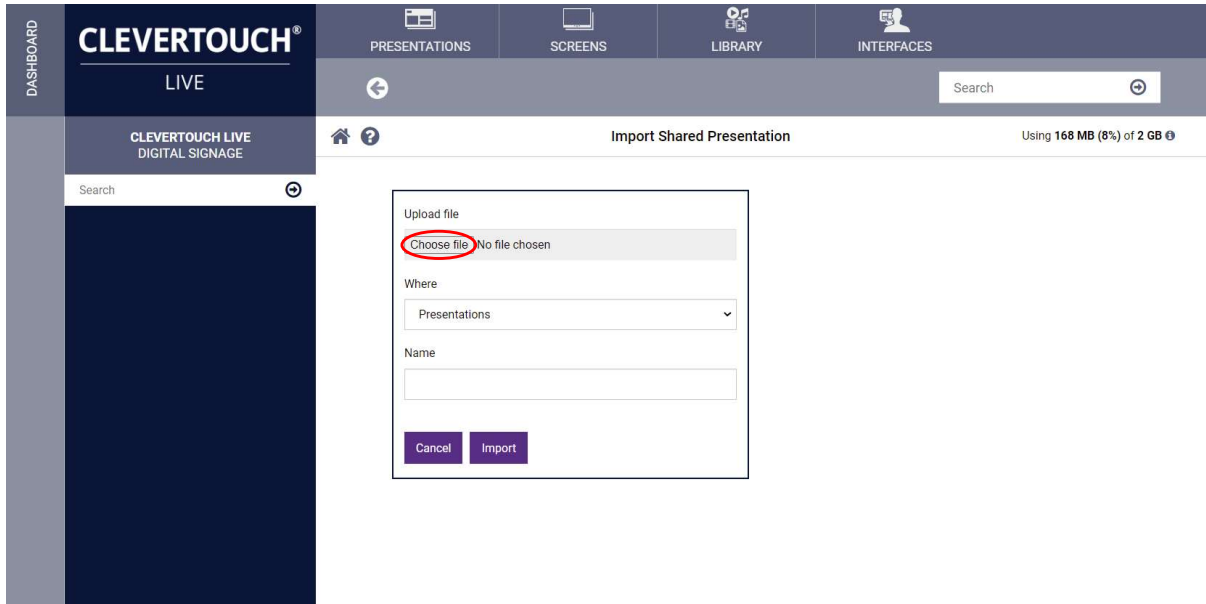 DASHBOARD
CLEVERTOUCH®
LIVE
PRESENTATIONS
SCREENS
LIBRARY
INTERFACES
Search
CLEVERTOUCH LIVE
DIGITAL SIGNAGE
Import Shared Presentation
Using 168 MB (8%) of 2 GB
Search
Upload file
Choose file No file chosen
Where
Presentations
Name
Cancel
Import